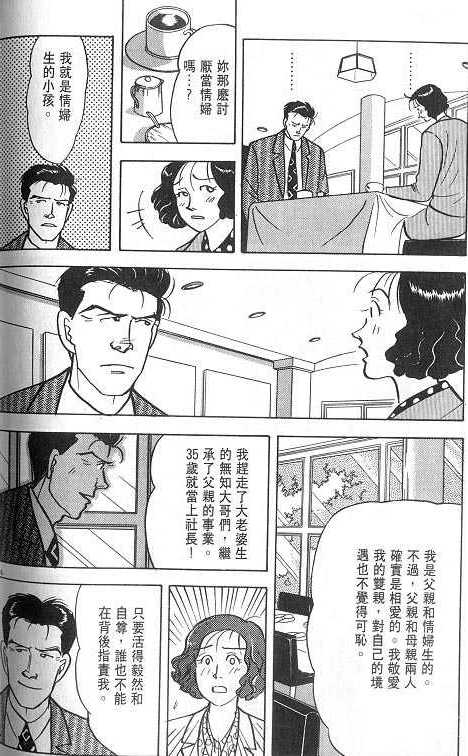 ……
……
妳那麼討
厭當情婦
嗎…？
我就是情婦
生的小孩。
我是父親和情婦生的。
不過，父親和母親兩人
確實是相愛的。我敬愛
我的雙親，對自己的境
遇也不覺得可恥。
我趕走了大老婆生
的無知大哥們，繼
承了父親的事業。
35歲就當上社長！
只要活得毅然和
自尊，誰也不能
在背後指責我。